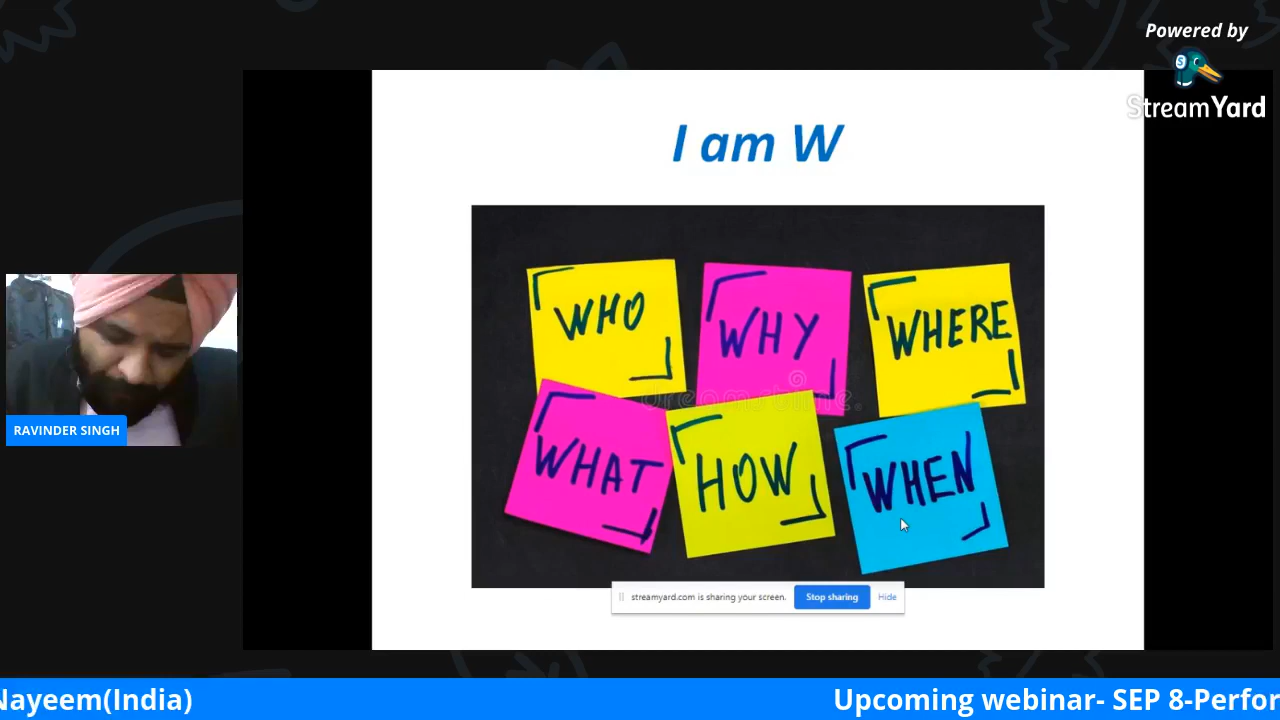 Powered by
StreamYard
I am W
WHO
WHY
WHERE
dreamstime.
WHAT
HOW
WHEN
RAVINDER SINGH
streamyard.com is sharing your screen.
Stop sharing
Hide
Nayeem(India)
Upcoming webinar- SEP 8-Perfor